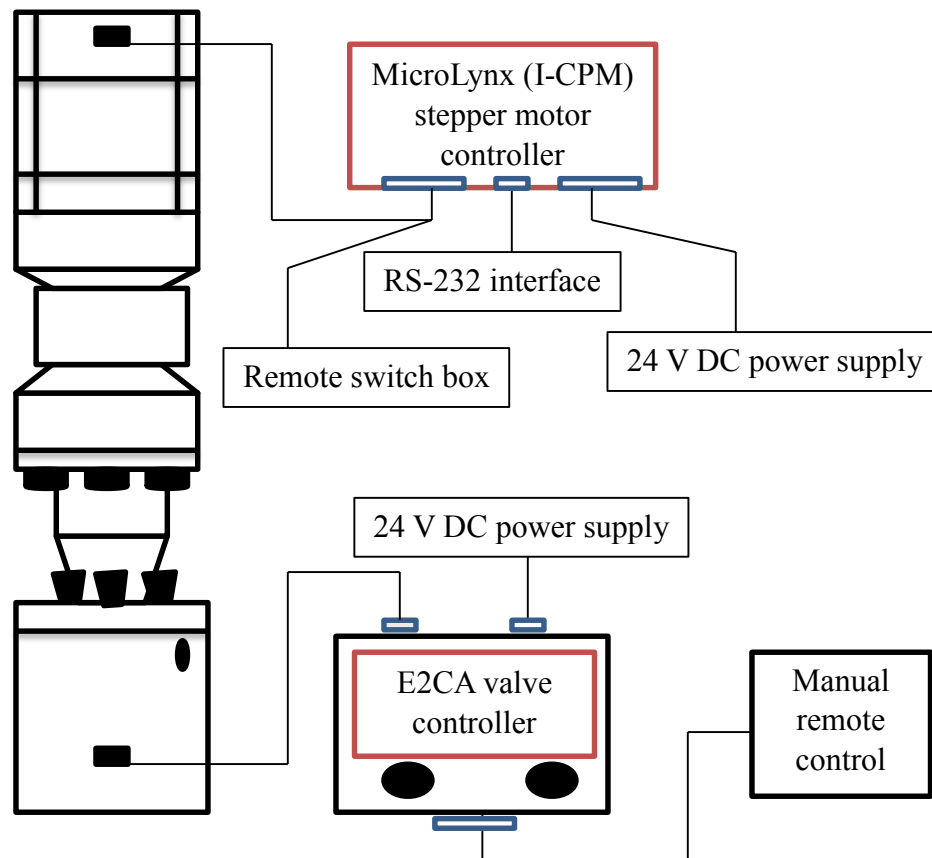 MicroLynx (I-CPM)
stepper motor
controller
RS-232 interface
Remote switch box
24 V DC power supply
24 V DC power supply
E2CA valve
controller
Manual
remote
control